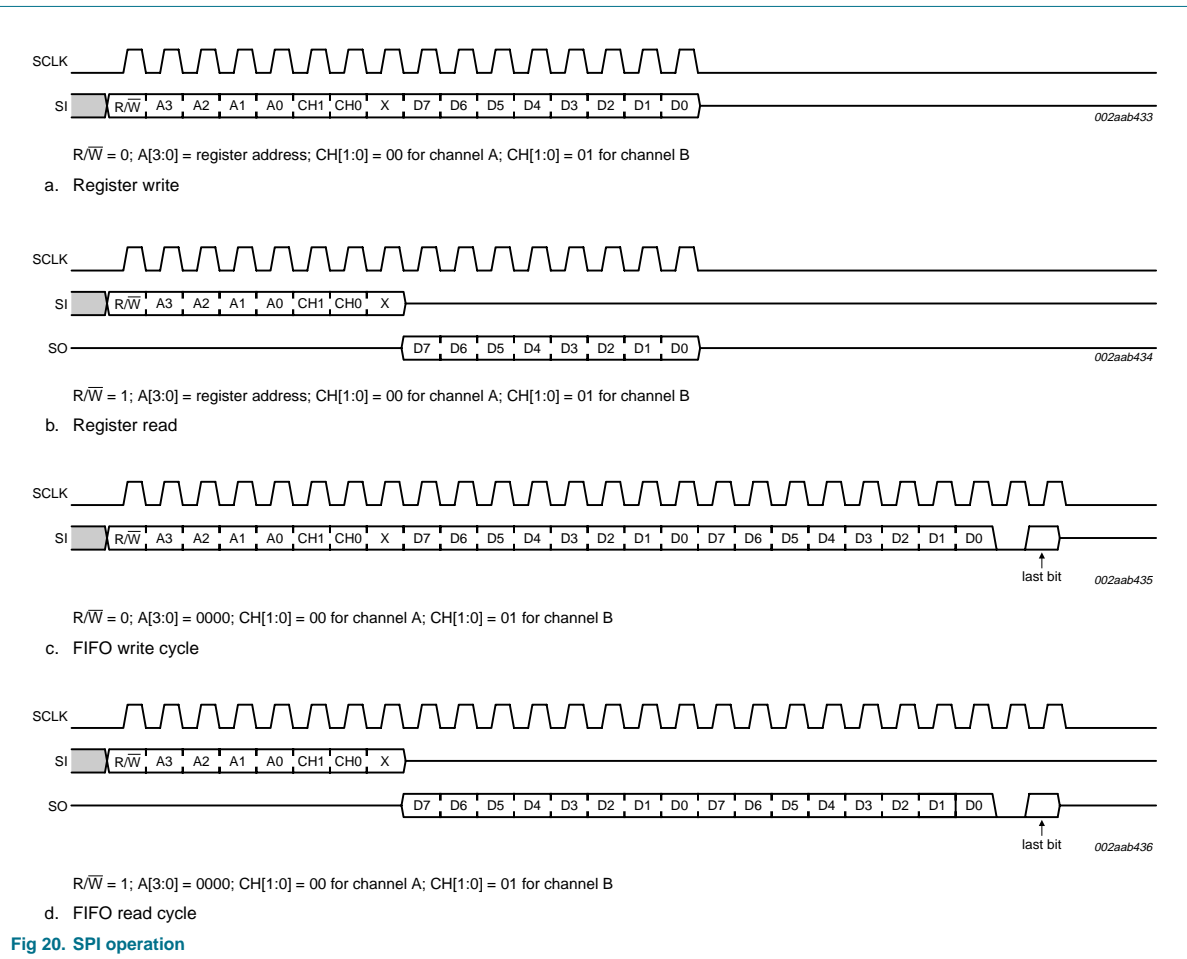 SCLK
SI R/W̅ A3 A2 A1 A0 CH1 CH0 X D7 D6 D5 D4 D3 D2 D1 D0
002aab433
R/W̅ = 0; A[3:0] = register address; CH[1:0] = 00 for channel A; CH[1:0] = 01 for channel B
a. Register write
SCLK
SI R/W̅ A3 A2 A1 A0 CH1 CH0 X
SO D7 D6 D5 D4 D3 D2 D1 D0
002aab434
R/W̅ = 1; A[3:0] = register address; CH[1:0] = 00 for channel A; CH[1:0] = 01 for channel B
b. Register read
SCLK
SI R/W̅ A3 A2 A1 A0 CH1 CH0 X D7 D6 D5 D4 D3 D2 D1 D0 D7 D6 D5 D4 D3 D2 D1 D0
last bit
002aab435
R/W̅ = 0; A[3:0] = 0000; CH[1:0] = 00 for channel A; CH[1:0] = 01 for channel B
c. FIFO write cycle
SCLK
SI R/W̅ A3 A2 A1 A0 CH1 CH0 X
SO D7 D6 D5 D4 D3 D2 D1 D0 D7 D6 D5 D4 D3 D2 D1 D0
last bit
002aab436
R/W̅ = 1; A[3:0] = 0000; CH[1:0] = 00 for channel A; CH[1:0] = 01 for channel B
d. FIFO read cycle
Fig 20. SPI operation